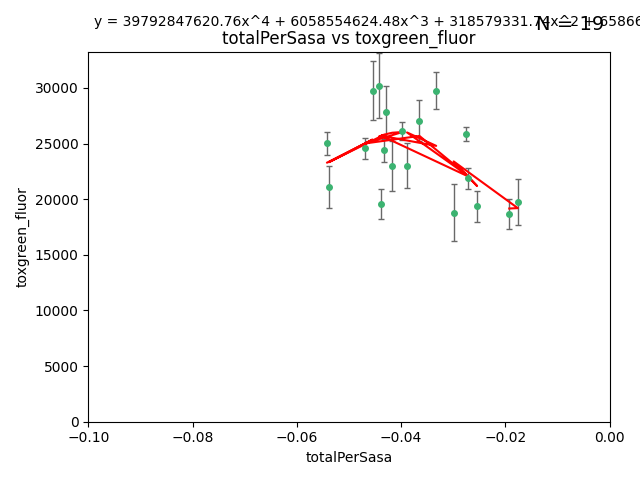 y = 39792847620.76x^4 + 6058554624.48x^3 + 318579331.74x^2 + 65866
N = 19
totalPerSasa vs toxgreen_fluor
30000
25000
20000
15000
10000
5000
0
toxgreen_fluor
−0.10 −0.08 −0.06 −0.04 −0.02 0.00
totalPerSasa